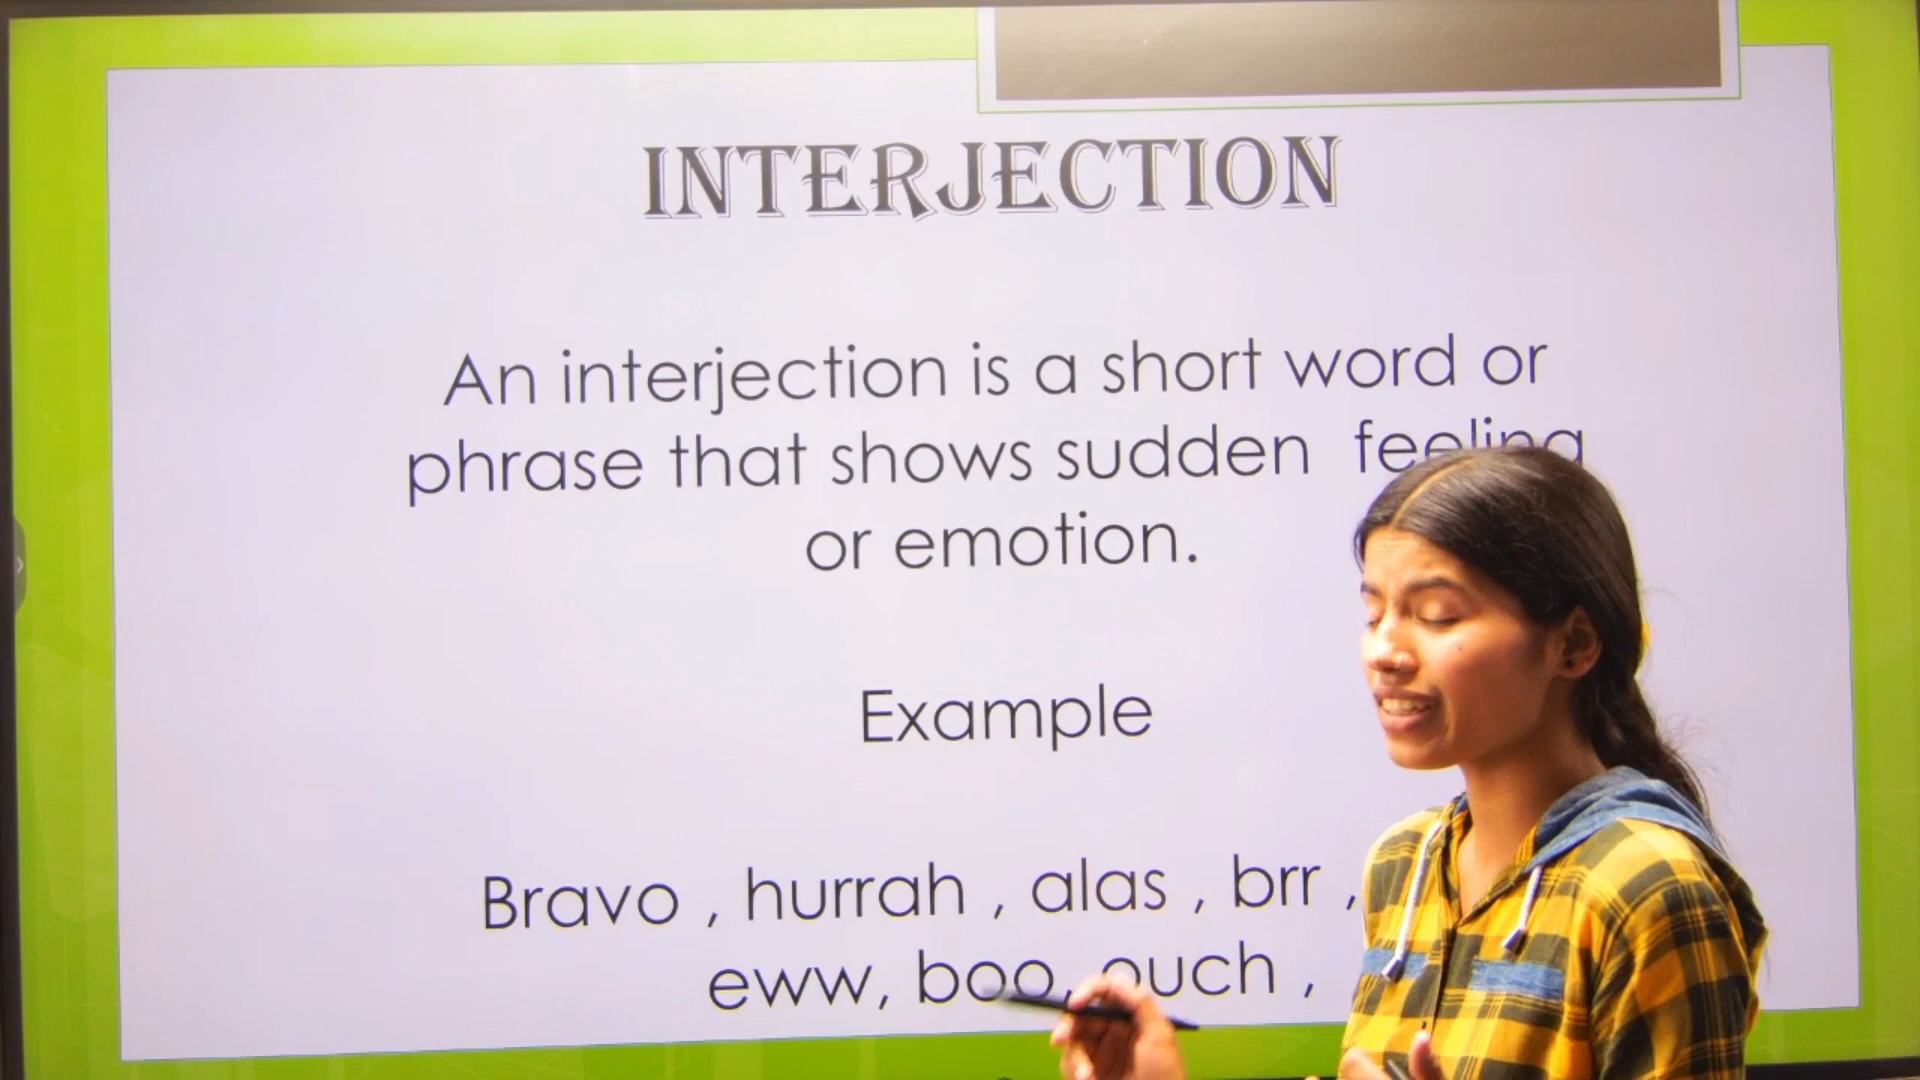 INTERJECTION
An interjection is a short word or
phrase that shows sudden feeling
or emotion.
Example
Bravo , hurrah , alas , brr ,
eww, boo, ouch ,